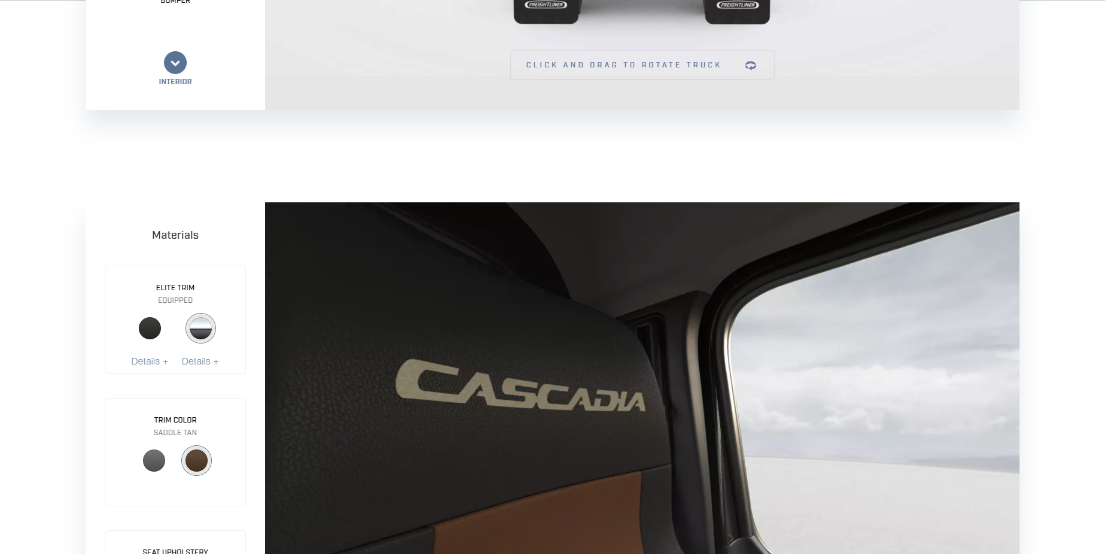 BUMPER
FREIGHTLINER
FREIGHTLINER
CLICK AND DRAG TO ROTATE TRUCK
INTERIOR
Materials
ELITE TRIM
EQUIPPED
Details +
Details +
CASCADIA
TRIM COLOR
SADDLE TAN
SEAT UPHOLSTERY